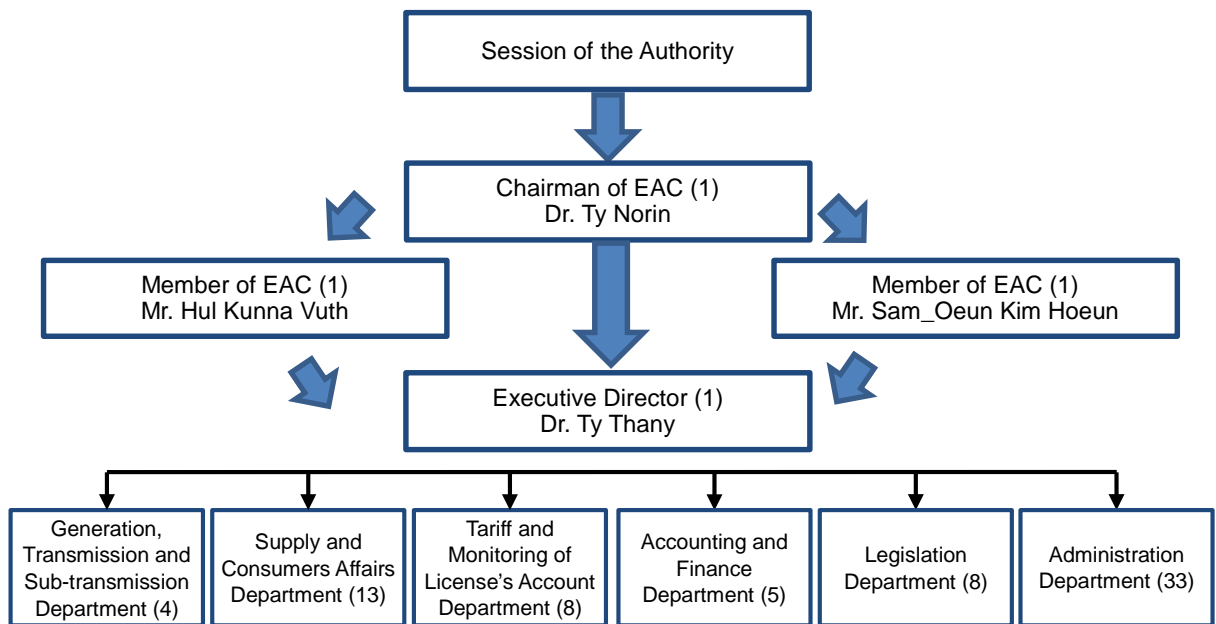 Session of the Authority
Chairman of EAC (1)
Dr. Ty Norin
Member of EAC (1)
Mr. Hul Kunna Vuth
Member of EAC (1)
Mr. Sam_Oeun Kim Hoeun
Executive Director (1)
Dr. Ty Thany
Generation,
Transmission and
Sub-transmission
Department (4)
Supply and
Consumers Affairs
Department (13)
Tariff and
Monitoring of
License’s Account
Department (8)
Accounting and
Finance
Department (5)
Legislation
Department (8)
Administration
Department (33)